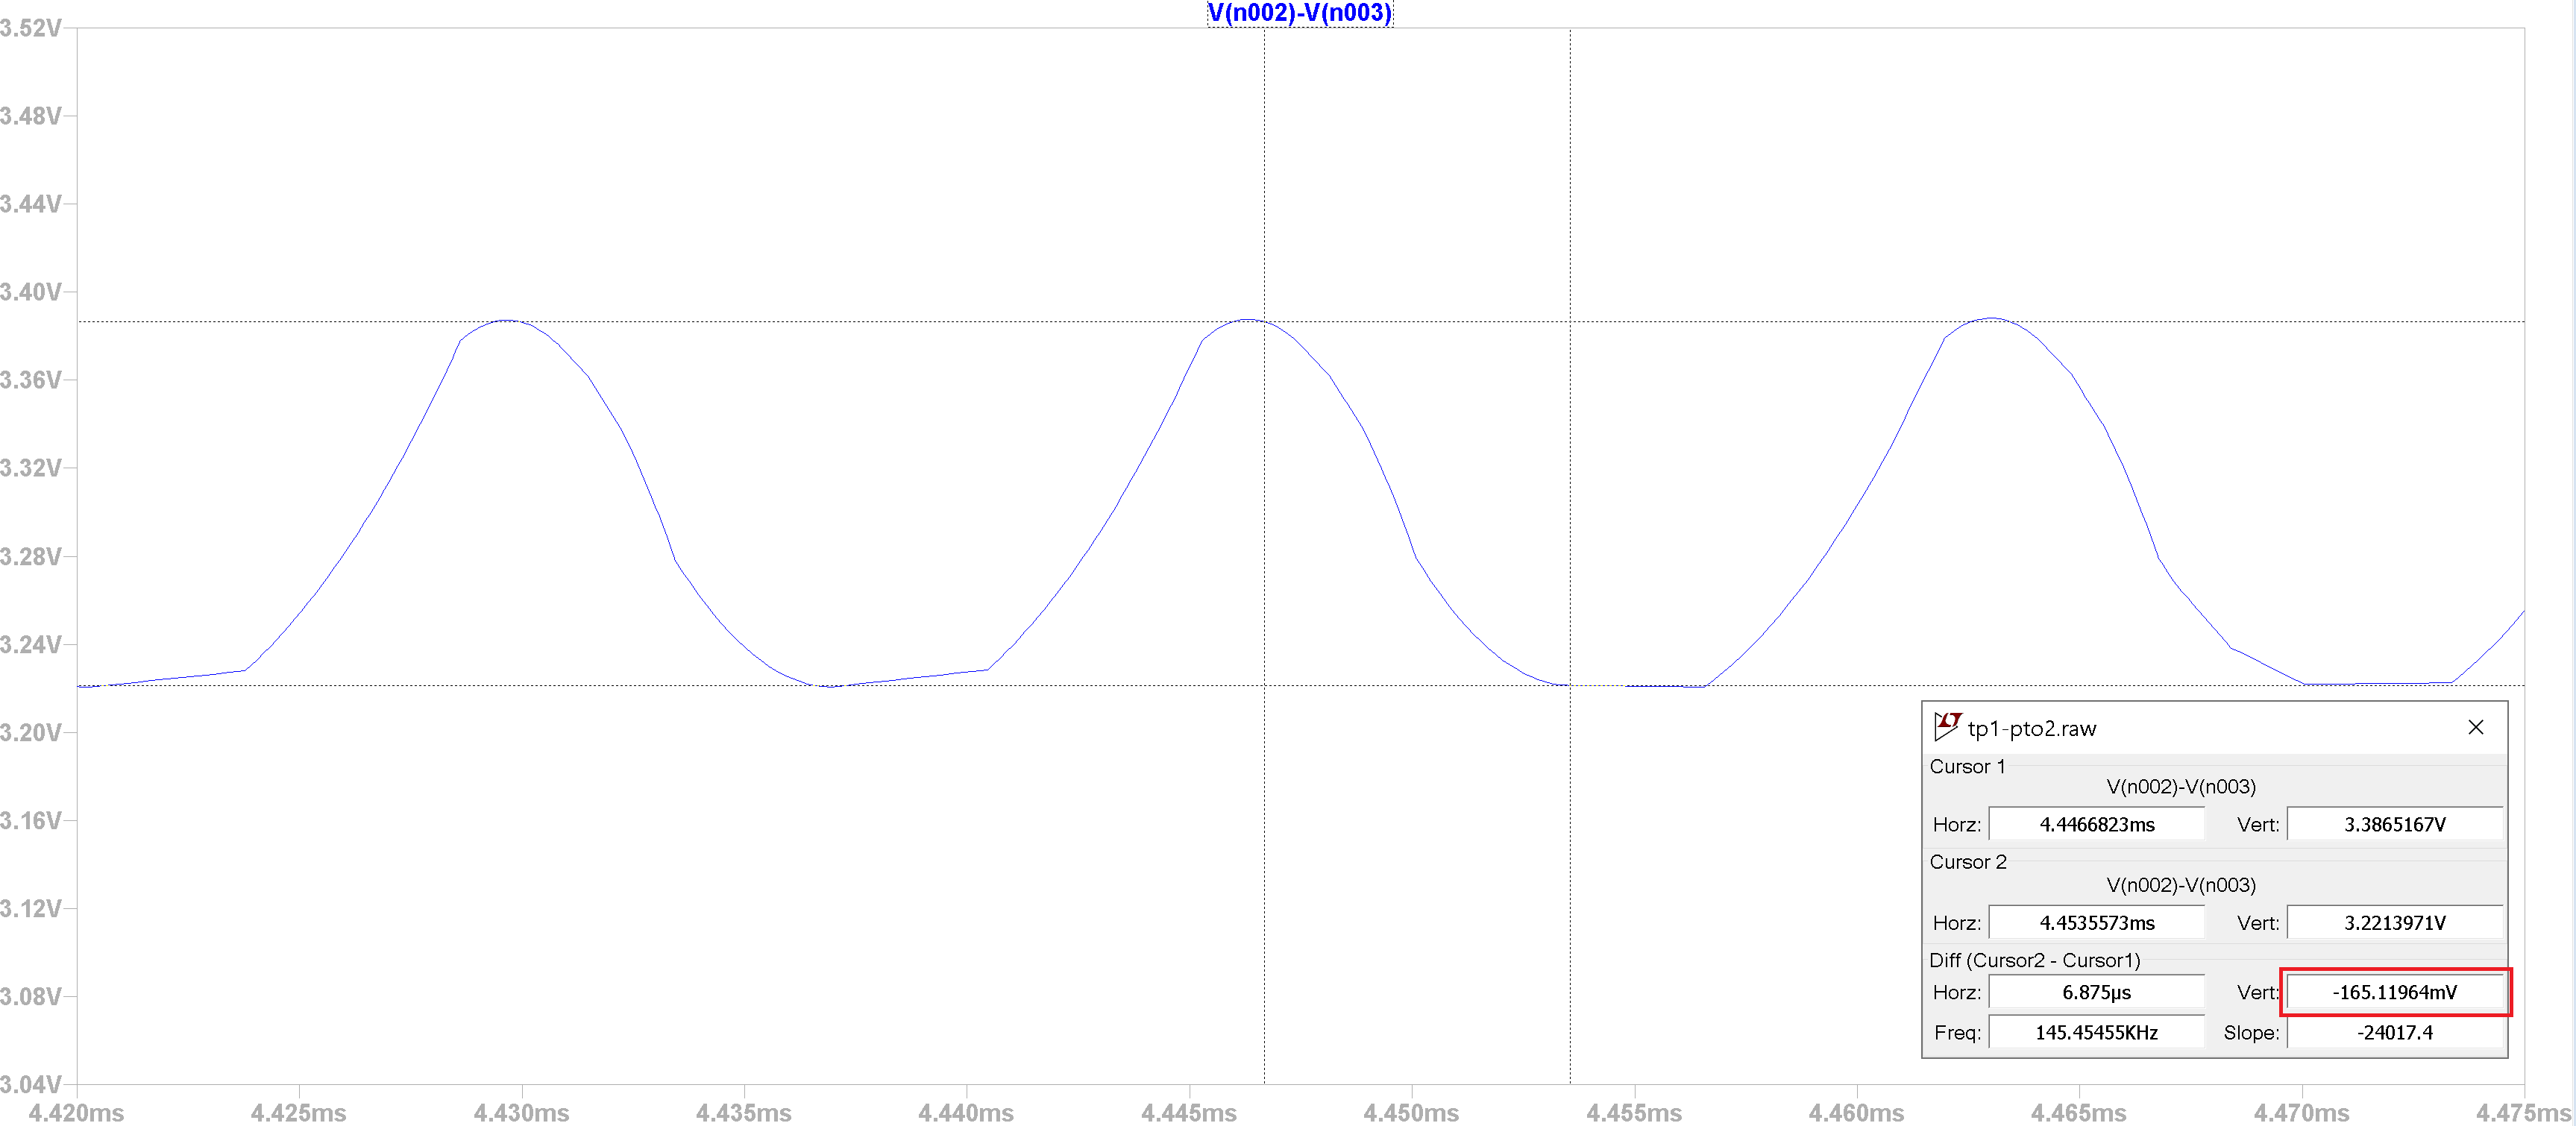 V(n002)-V(n003)
3.52V
3.48V
3.44V
3.40V
3.36V
3.32V
3.28V
3.24V
3.20V
3.16V
3.12V
3.08V
3.04V
4.420ms 4.425ms 4.430ms 4.435ms 4.440ms 4.445ms 4.450ms 4.455ms 4.460ms 4.465ms 4.470ms 4.475ms
tp1-pto2.raw
Cursor 1
V(n002)-V(n003)
Horz: 4.4466823ms Vert: 3.3865167V
Cursor 2
V(n002)-V(n003)
Horz: 4.4535573ms Vert: 3.2213971V
Diff (Cursor2 - Cursor1)
Horz: 6.875µs Vert: -165.11964mV
Freq: 145.45455KHz Slope: -24017.4